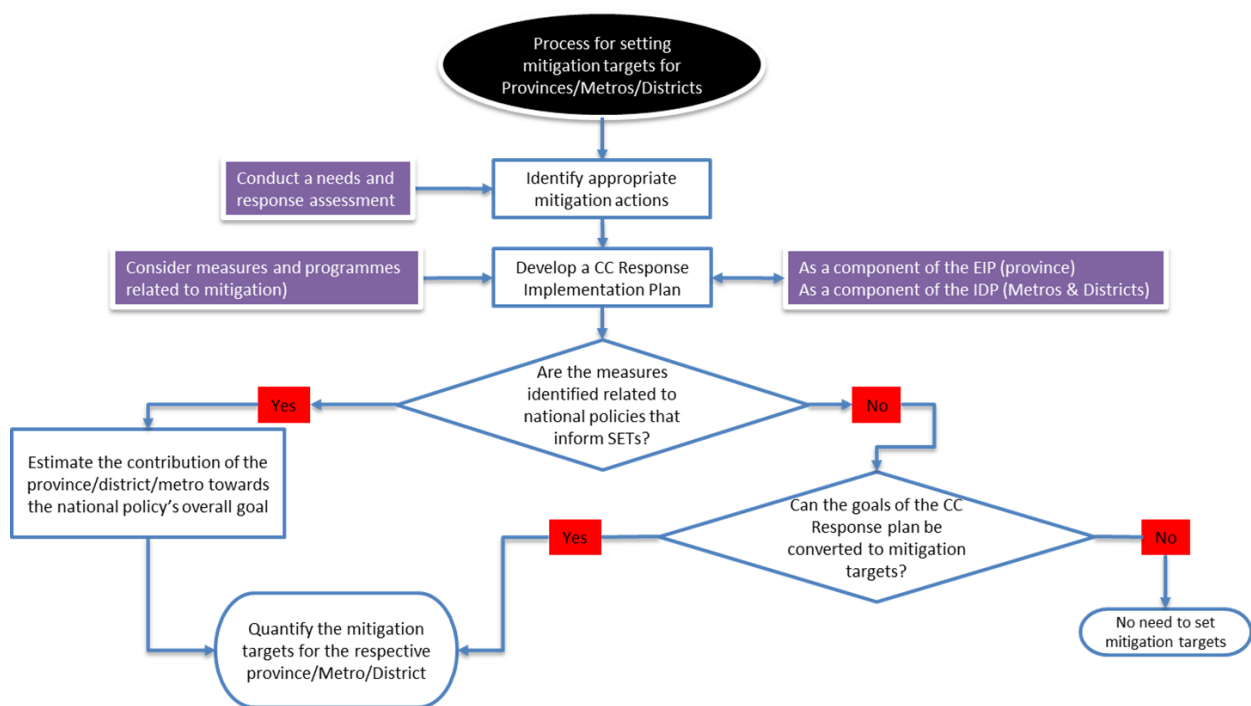 Process for setting
mitigation targets for
Provinces/Metros/Districts
Conduct a needs and
response assessment
Identify appropriate
mitigation actions
Consider measures and programmes
related to mitigation)
Develop a CC Response
Implementation Plan
As a component of the EIP (province)
As a component of the IDP (Metros & Districts)
Are the measures
identified related to
national policies that
inform SETs?
Yes
No
Estimate the contribution of the
province/district/metro towards
the national policy's overall goal
Can the goals of the CC
Response plan be
converted to mitigation
targets?
Yes
No
Quantify the mitigation
targets for the respective
province/Metro/District
No need to set
mitigation targets